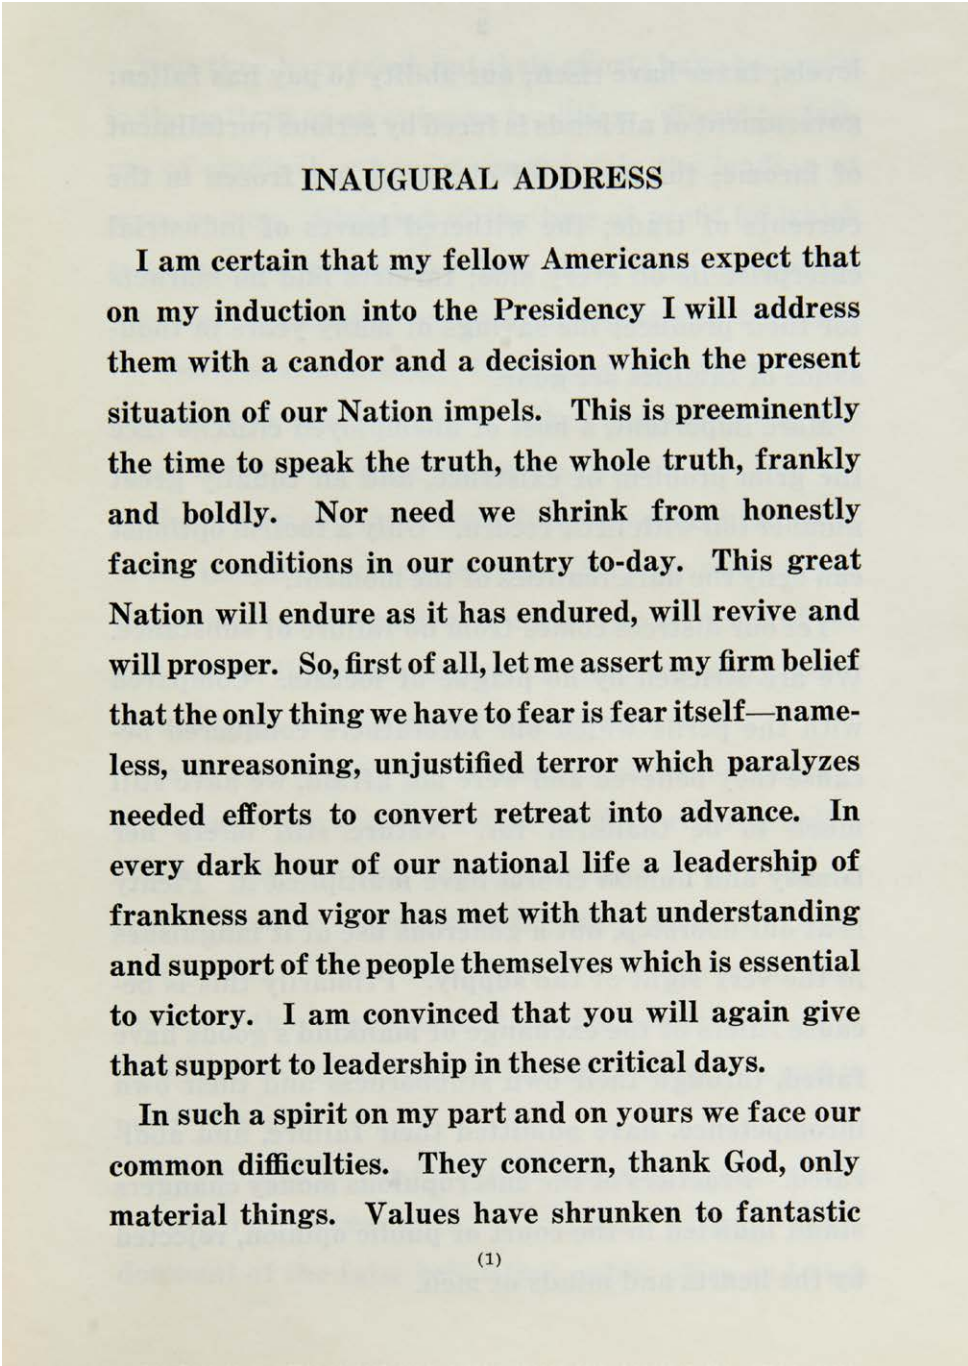 INAUGURAL ADDRESS
I am certain that my fellow Americans expect that
on my induction into the Presidency I will address
them with a candor and a decision which the present
situation of our Nation impels. This is preeminently
the time to speak the truth, the whole truth, frankly
and boldly. Nor need we shrink from honestly
facing conditions in our country to-day. This great
Nation will endure as it has endured, will revive and
will prosper. So, first of all, let me assert my firm belief
that the only thing we have to fear is fear itself—name-
less, unreasoning, unjustified terror which paralyzes
needed efforts to convert retreat into advance. In
every dark hour of our national life a leadership of
frankness and vigor has met with that understanding
and support of the people themselves which is essential
to victory. I am convinced that you will again give
that support to leadership in these critical days.
In such a spirit on my part and on yours we face our
common difficulties. They concern, thank God, only
material things. Values have shrunken to fantastic
(1)